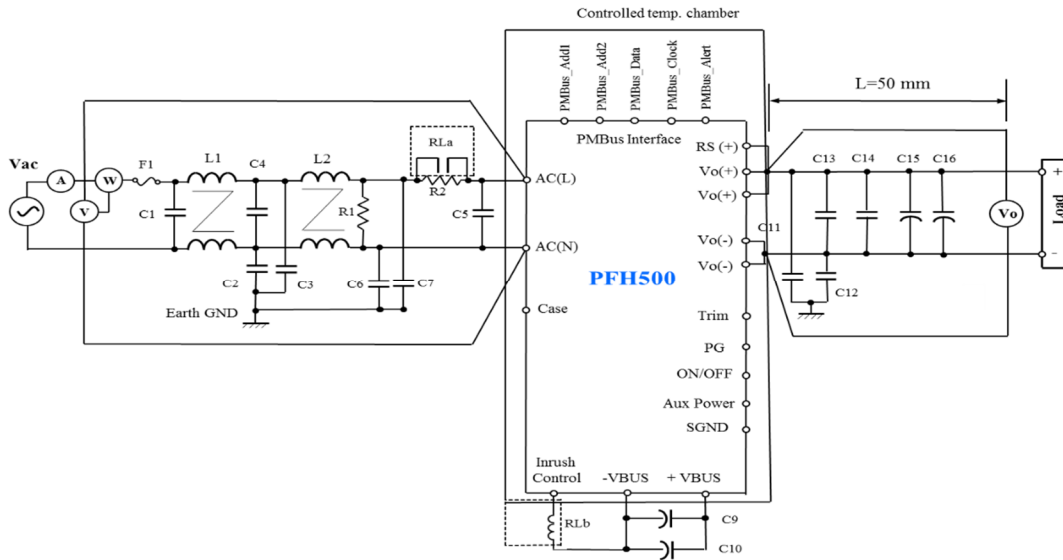 Controlled temp. chamber
PMBus_Add1
PMBus_Add2
PMBus_Data
PMBus_Clock
PMBus_Alert
PMBus Interface
L=50 mm
Vac
A
W
V
F1
L1
C4
L2
RLa
R2
R1
C1
C5
C2
C3
C6
C7
Earth GND
AC(L)
AC(N)
Case
PFH500
RS (+)
Vo(+)
Vo(+)
Vo(-)
Vo(-)
Trim
PG
ON/OFF
Aux Power
SGND
C11
C13
C14
C15
C16
C12
Vo
+
Load
-
Inrush
Control
-VBUS
+ VBUS
RLb
C9
C10